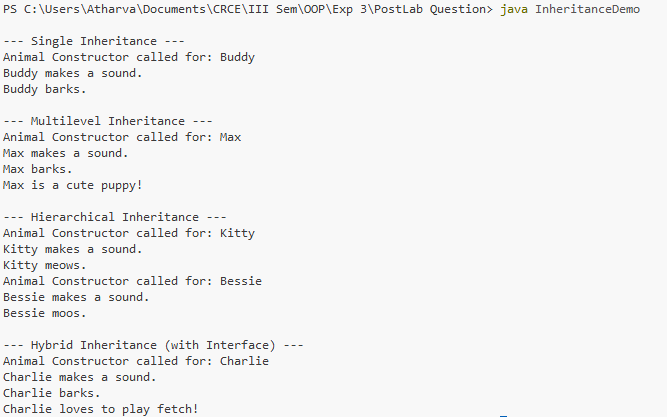 PS C:\Users\Atharva\Documents\CRCE\III Sem\OOP\Exp 3\PostLab Question> java InheritanceDemo
--- Single Inheritance ---
Animal Constructor called for: Buddy
Buddy makes a sound.
Buddy barks.
--- Multilevel Inheritance ---
Animal Constructor called for: Max
Max makes a sound.
Max barks.
Max is a cute puppy!
--- Hierarchical Inheritance ---
Animal Constructor called for: Kitty
Kitty makes a sound.
Kitty meows.
Animal Constructor called for: Bessie
Bessie makes a sound.
Bessie moos.
--- Hybrid Inheritance (with Interface) ---
Animal Constructor called for: Charlie
Charlie makes a sound.
Charlie barks.
Charlie loves to play fetch!